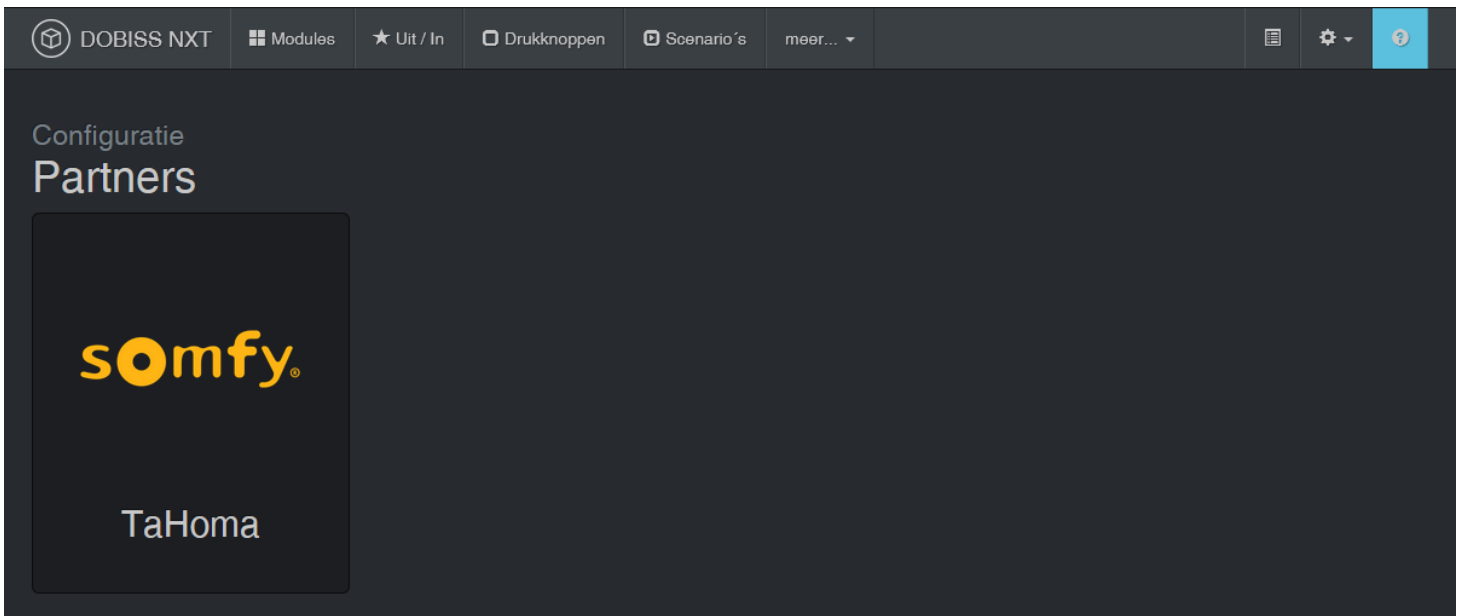 DOBISS NXT Modules Uit / In Drukknoppen Scenario´s meer...
Configuratie
Partners
somfy®
TaHoma